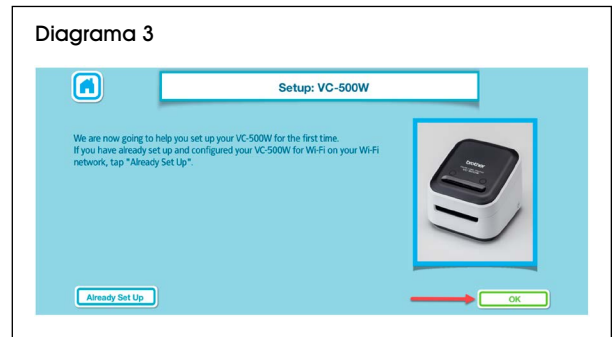 Diagrama 3
Setup: VC-500W
We are now going to help you set up your VC-500W for the first time.
If you have already set up and configured your VC-500W for Wi-Fi on your Wi-Fi
network, tap "Already Set Up".
brother
Already Set Up
OK